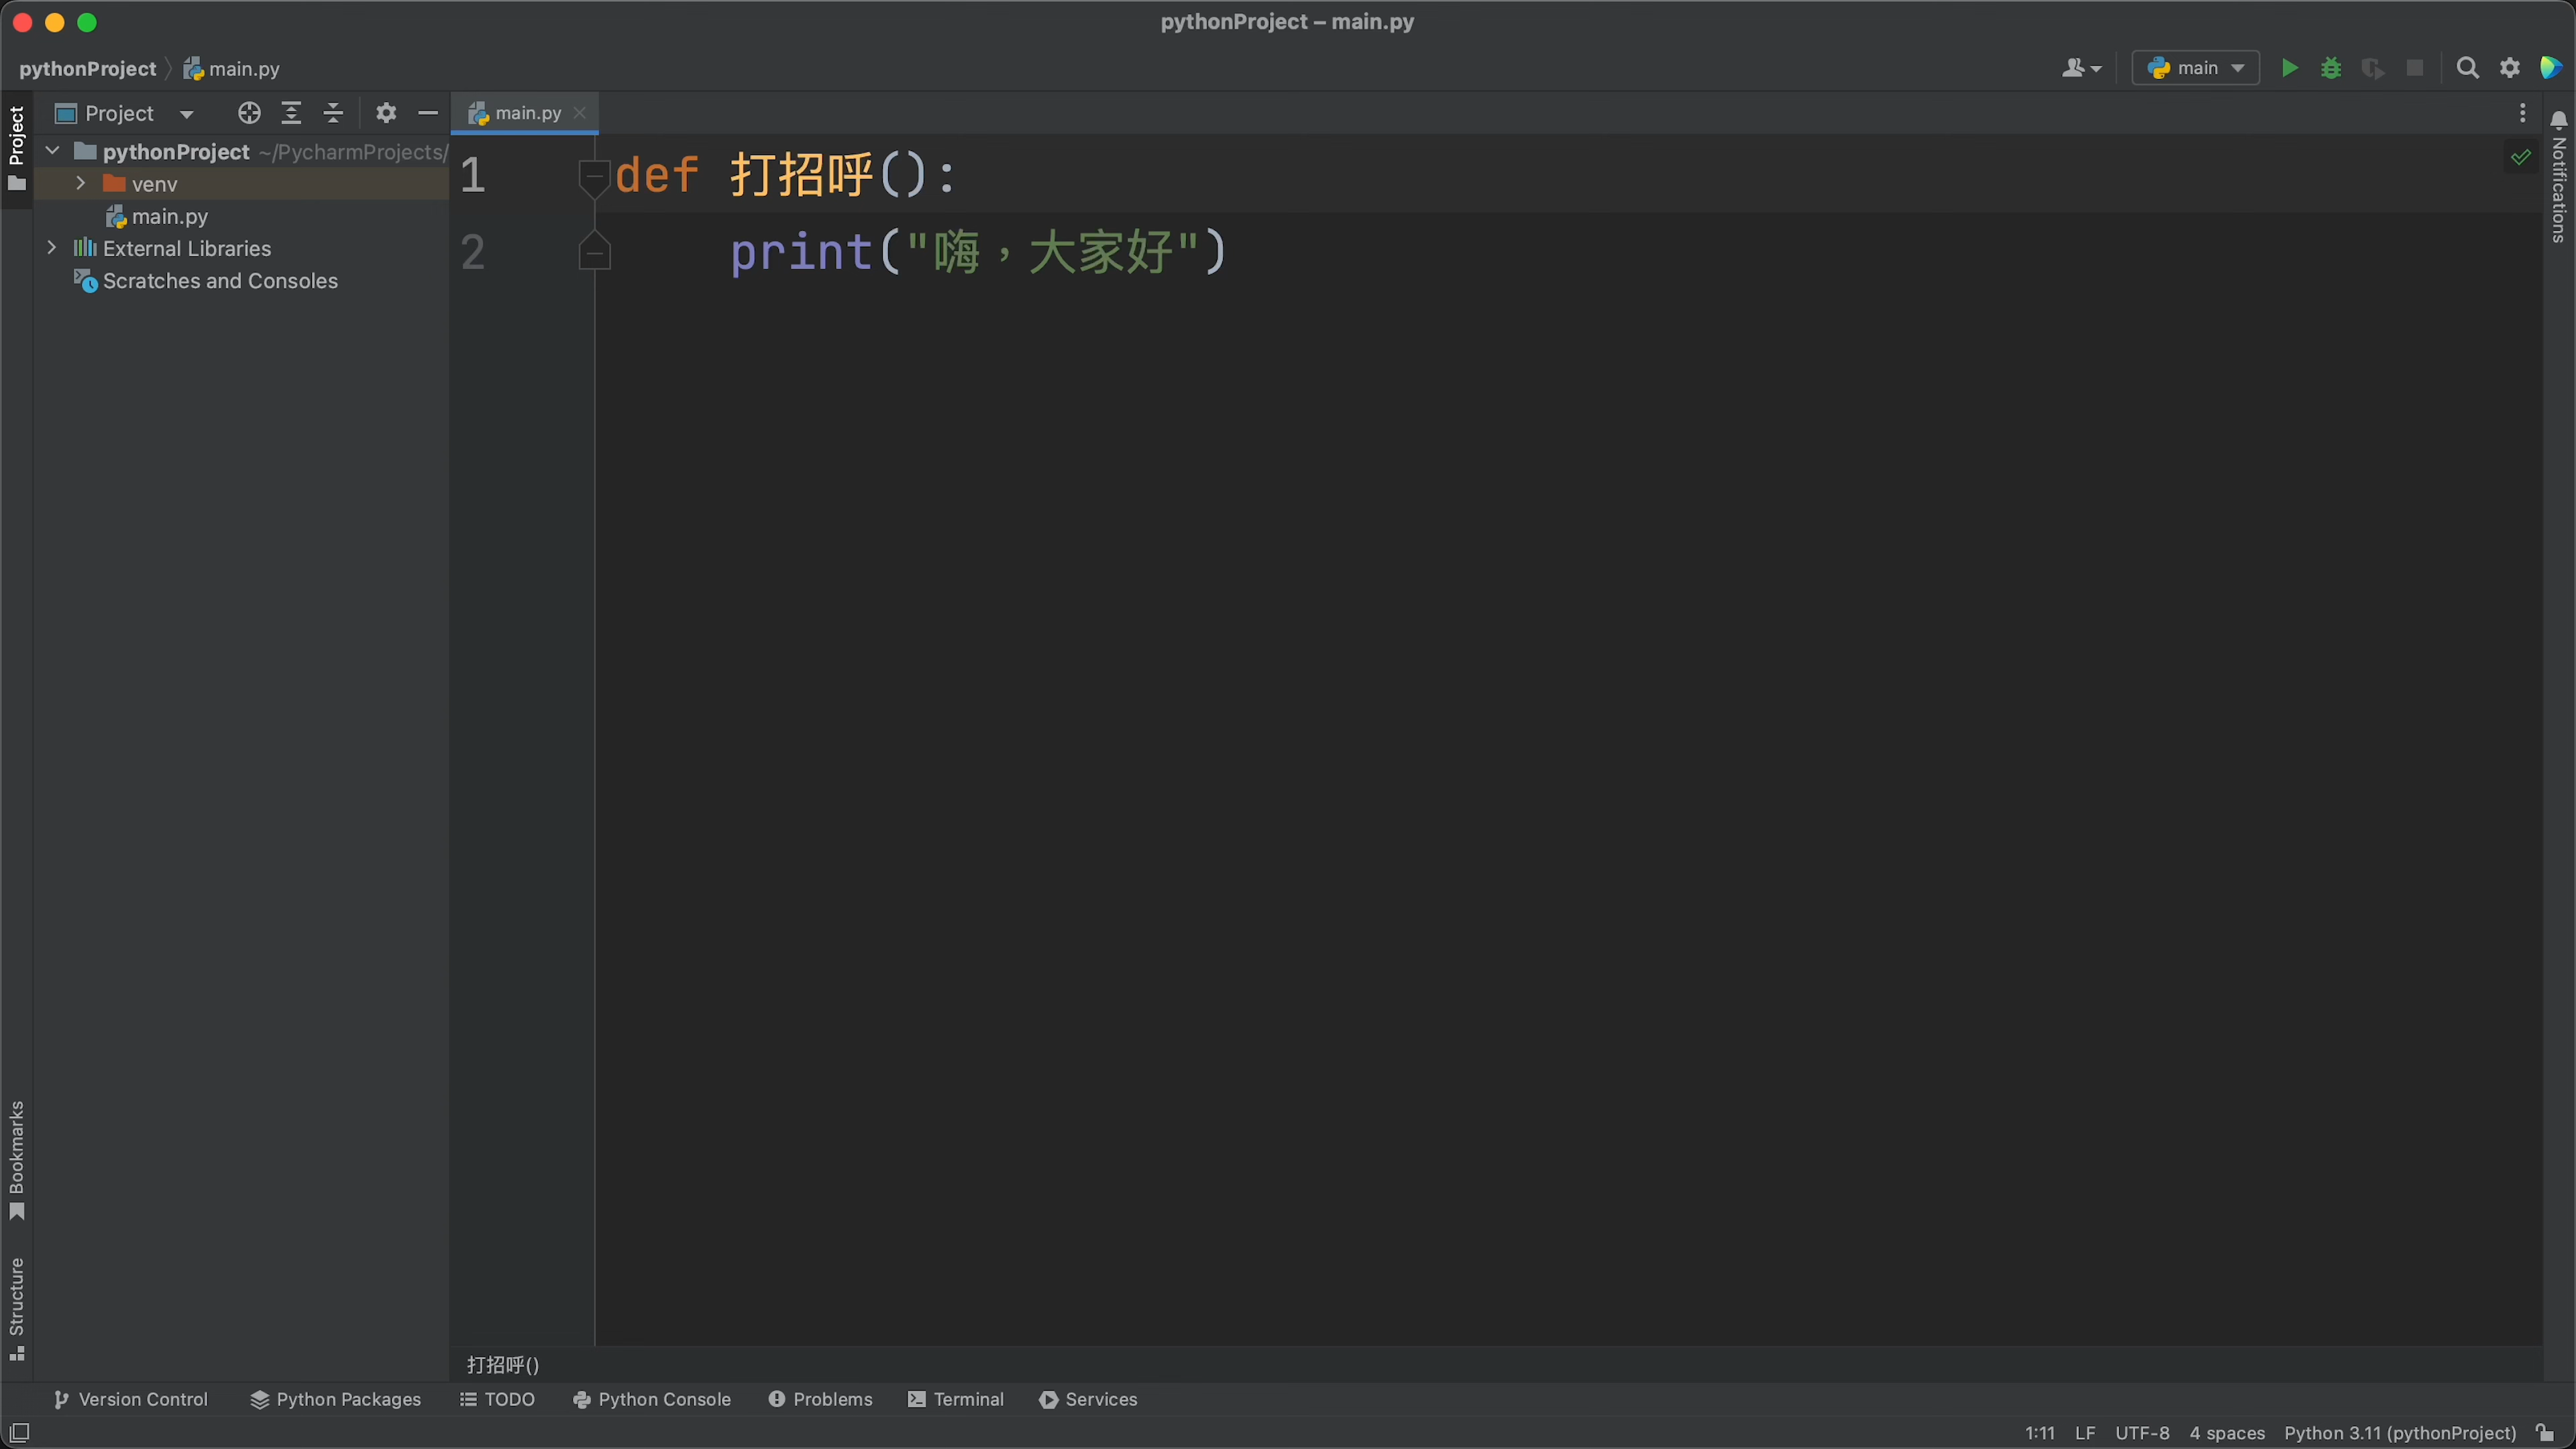 pythonProject – main.py
pythonProject main.py
main
Project
Project
main.py
pythonProject ~/PycharmProjects/
venv
main.py
External Libraries
Scratches and Consoles
1 def 打招呼():
2 print("嗨，大家好")
Notifications
Bookmarks
Structure
打招呼()
Version Control Python Packages TODO Python Console Problems Terminal Services
1:11 LF UTF-8 4 spaces Python 3.11 (pythonProject)